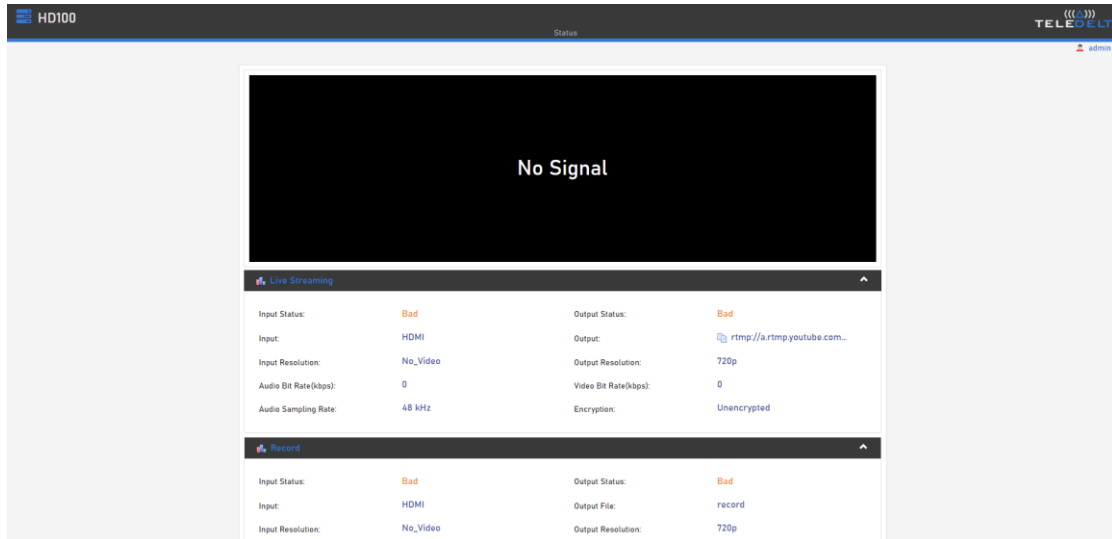 HD100
TELEDELT
Status
admin
No Signal
Live Streaming
Input Status: Bad Output Status: Bad
Input: HDMI Output: rtmp://a.rtmp.youtube.com...
Input Resolution: No_Video Output Resolution: 720p
Audio Bit Rate(kbps): 0 Video Bit Rate(kbps): 0
Audio Sampling Rate: 48 kHz Encryption: Unencrypted
Record
Input Status: Bad Output Status: Bad
Input: HDMI Output File: record
Input Resolution: No_Video Output Resolution: 720p